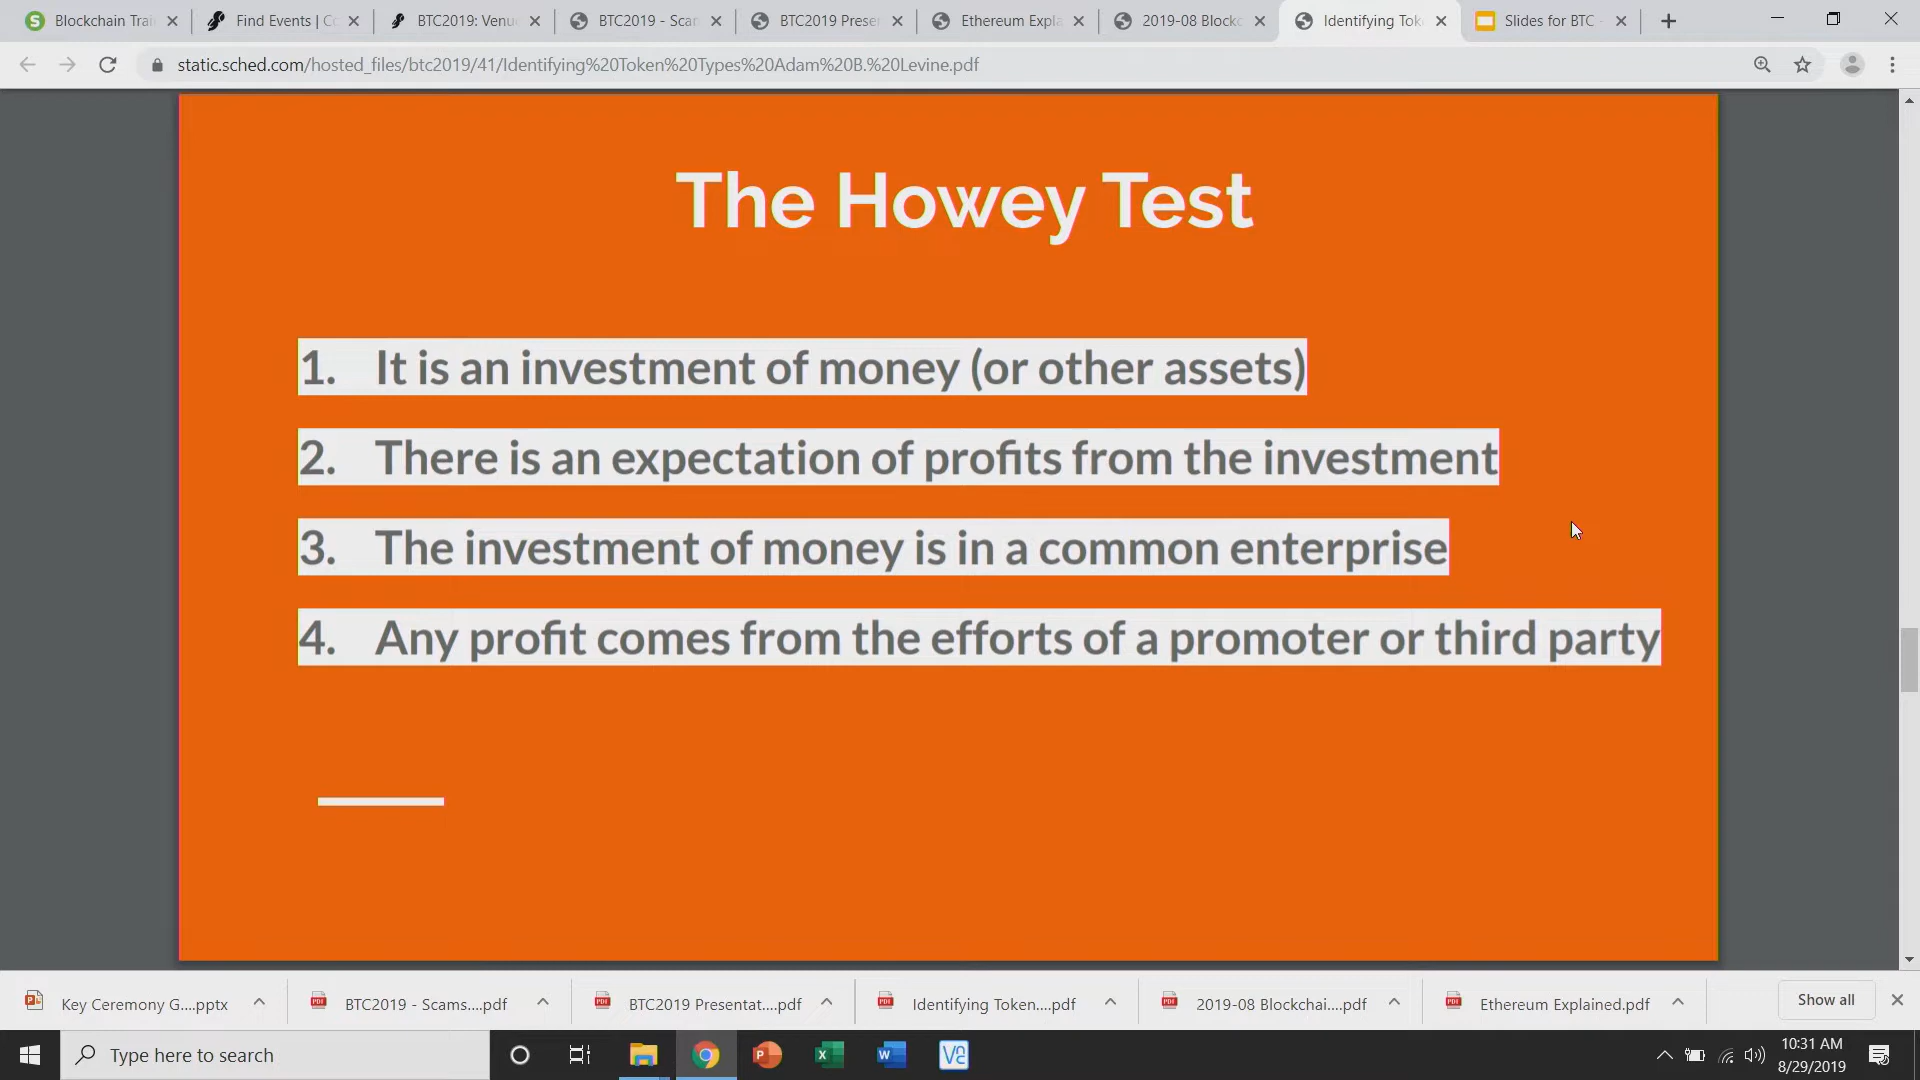 Blockchain Trai
Find Events | Co
BTC2019: Venu
BTC2019 - Scam
BTC2019 Presen
Ethereum Expla
2019-08 Blockc
Identifying Tok
Slides for BTC -
static.sched.com/hosted_files/btc2019/41/Identifying%20Token%20Types%20Adam%20B.%20Levine.pdf
The Howey Test
1. It is an investment of money (or other assets)
2. There is an expectation of profits from the investment
3. The investment of money is in a common enterprise
4. Any profit comes from the efforts of a promoter or third party
Key Ceremony G....pptx
BTC2019 - Scams....pdf
BTC2019 Presentat....pdf
Identifying Token....pdf
2019-08 Blockchai....pdf
Ethereum Explained.pdf
Show all
Type here to search
10:31 AM
8/29/2019